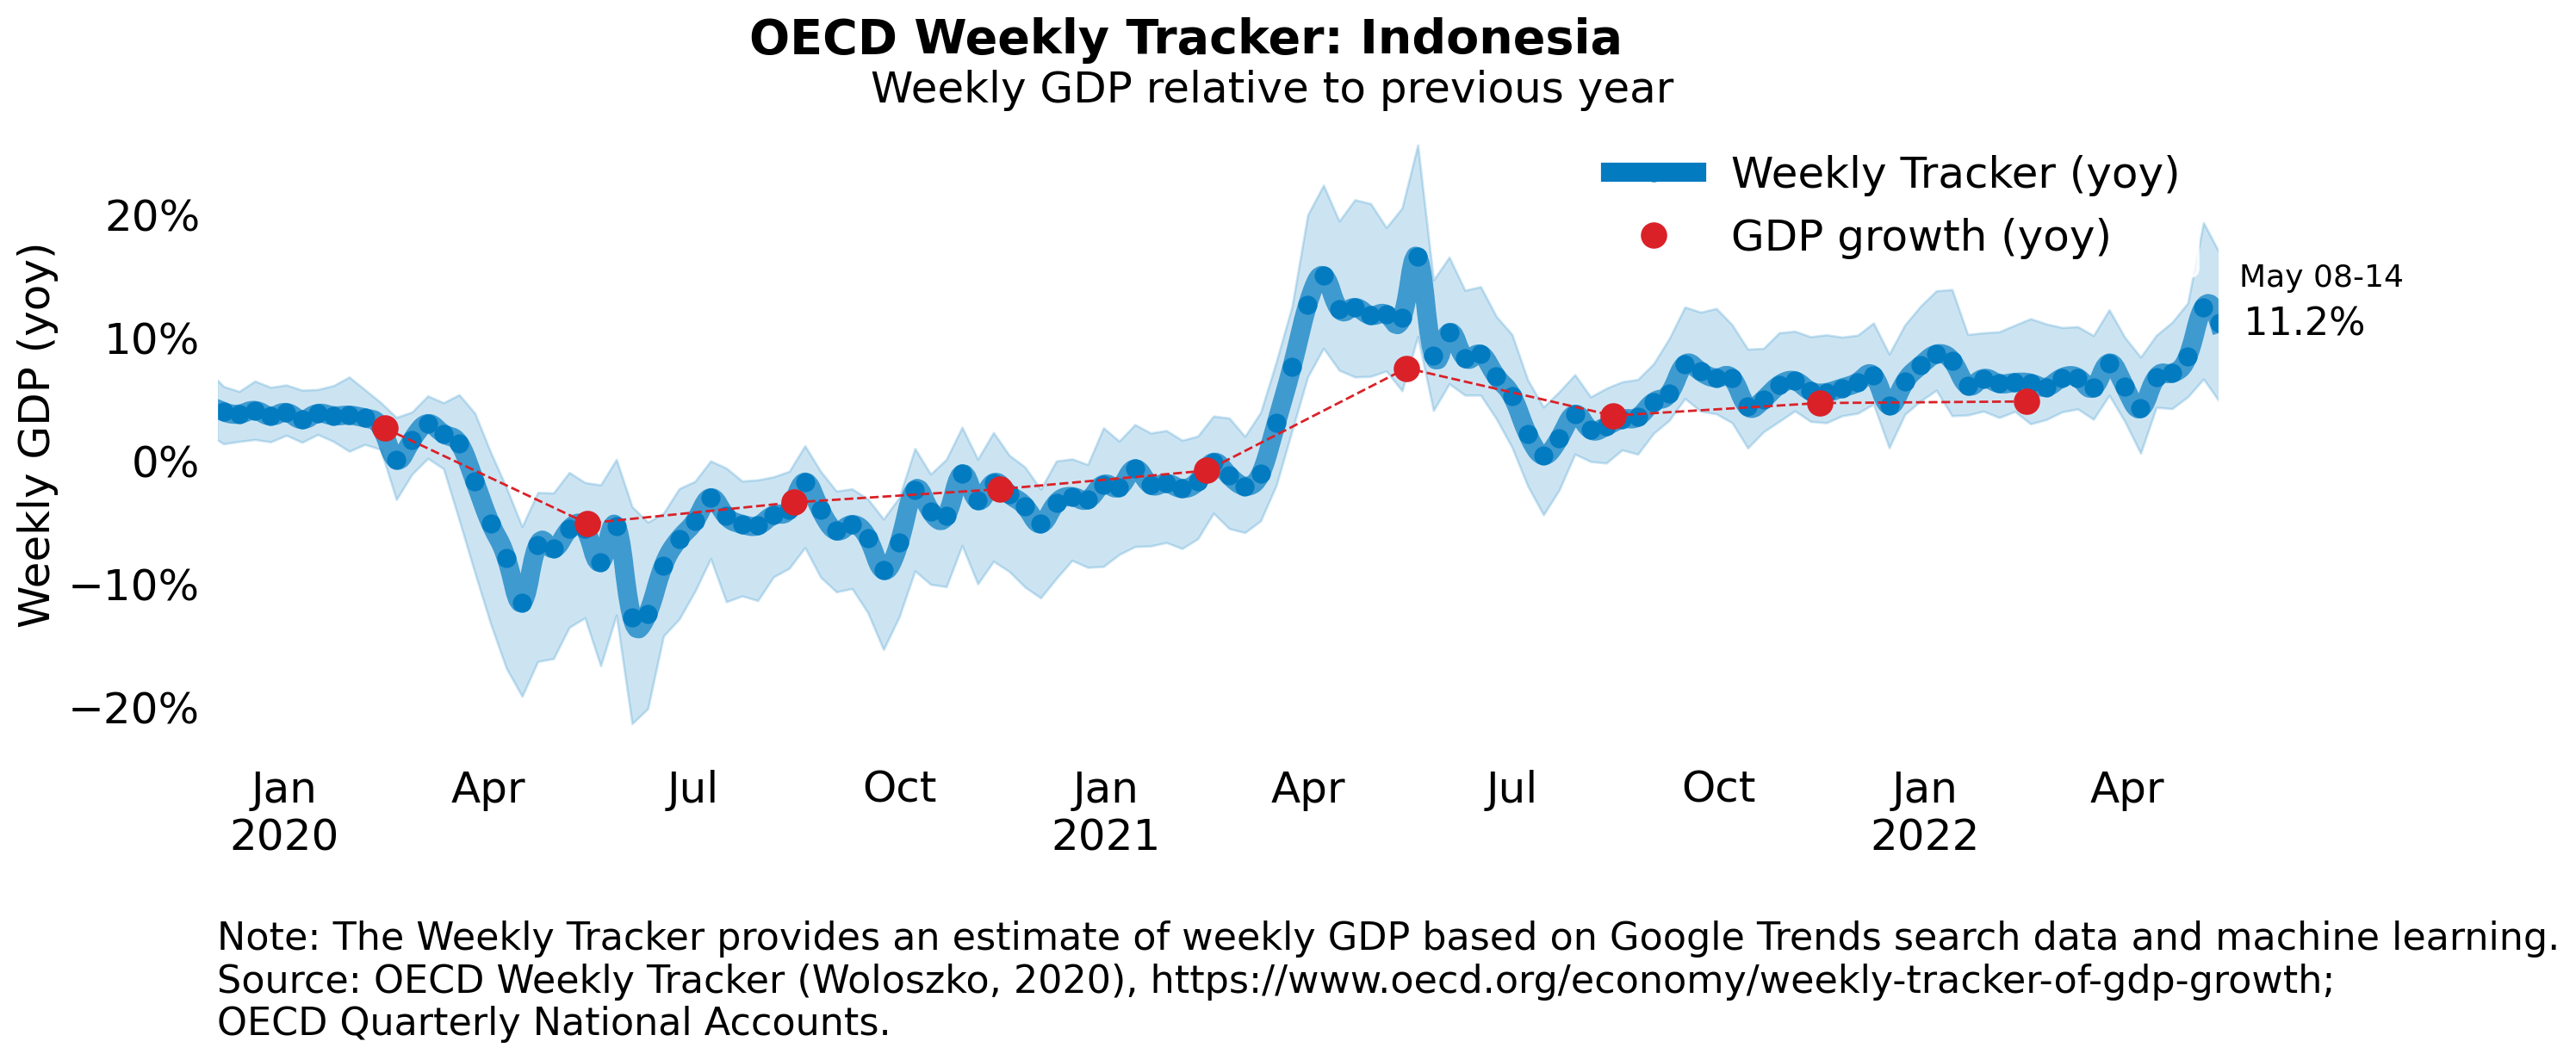 OECD Weekly Tracker: Indonesia
Weekly GDP relative to previous year
Weekly Tracker (yoy)
GDP growth (yoy)
Weekly GDP (yoy)
20%
10%
0%
−10%
−20%
May 08-14
11.2%
Jan Apr Jul Oct Jan Apr Jul Oct Jan Apr
2020 2021 2022
Note: The Weekly Tracker provides an estimate of weekly GDP based on Google Trends search data and machine learning.
Source: OECD Weekly Tracker (Woloszko, 2020), https://www.oecd.org/economy/weekly-tracker-of-gdp-growth;
OECD Quarterly National Accounts.